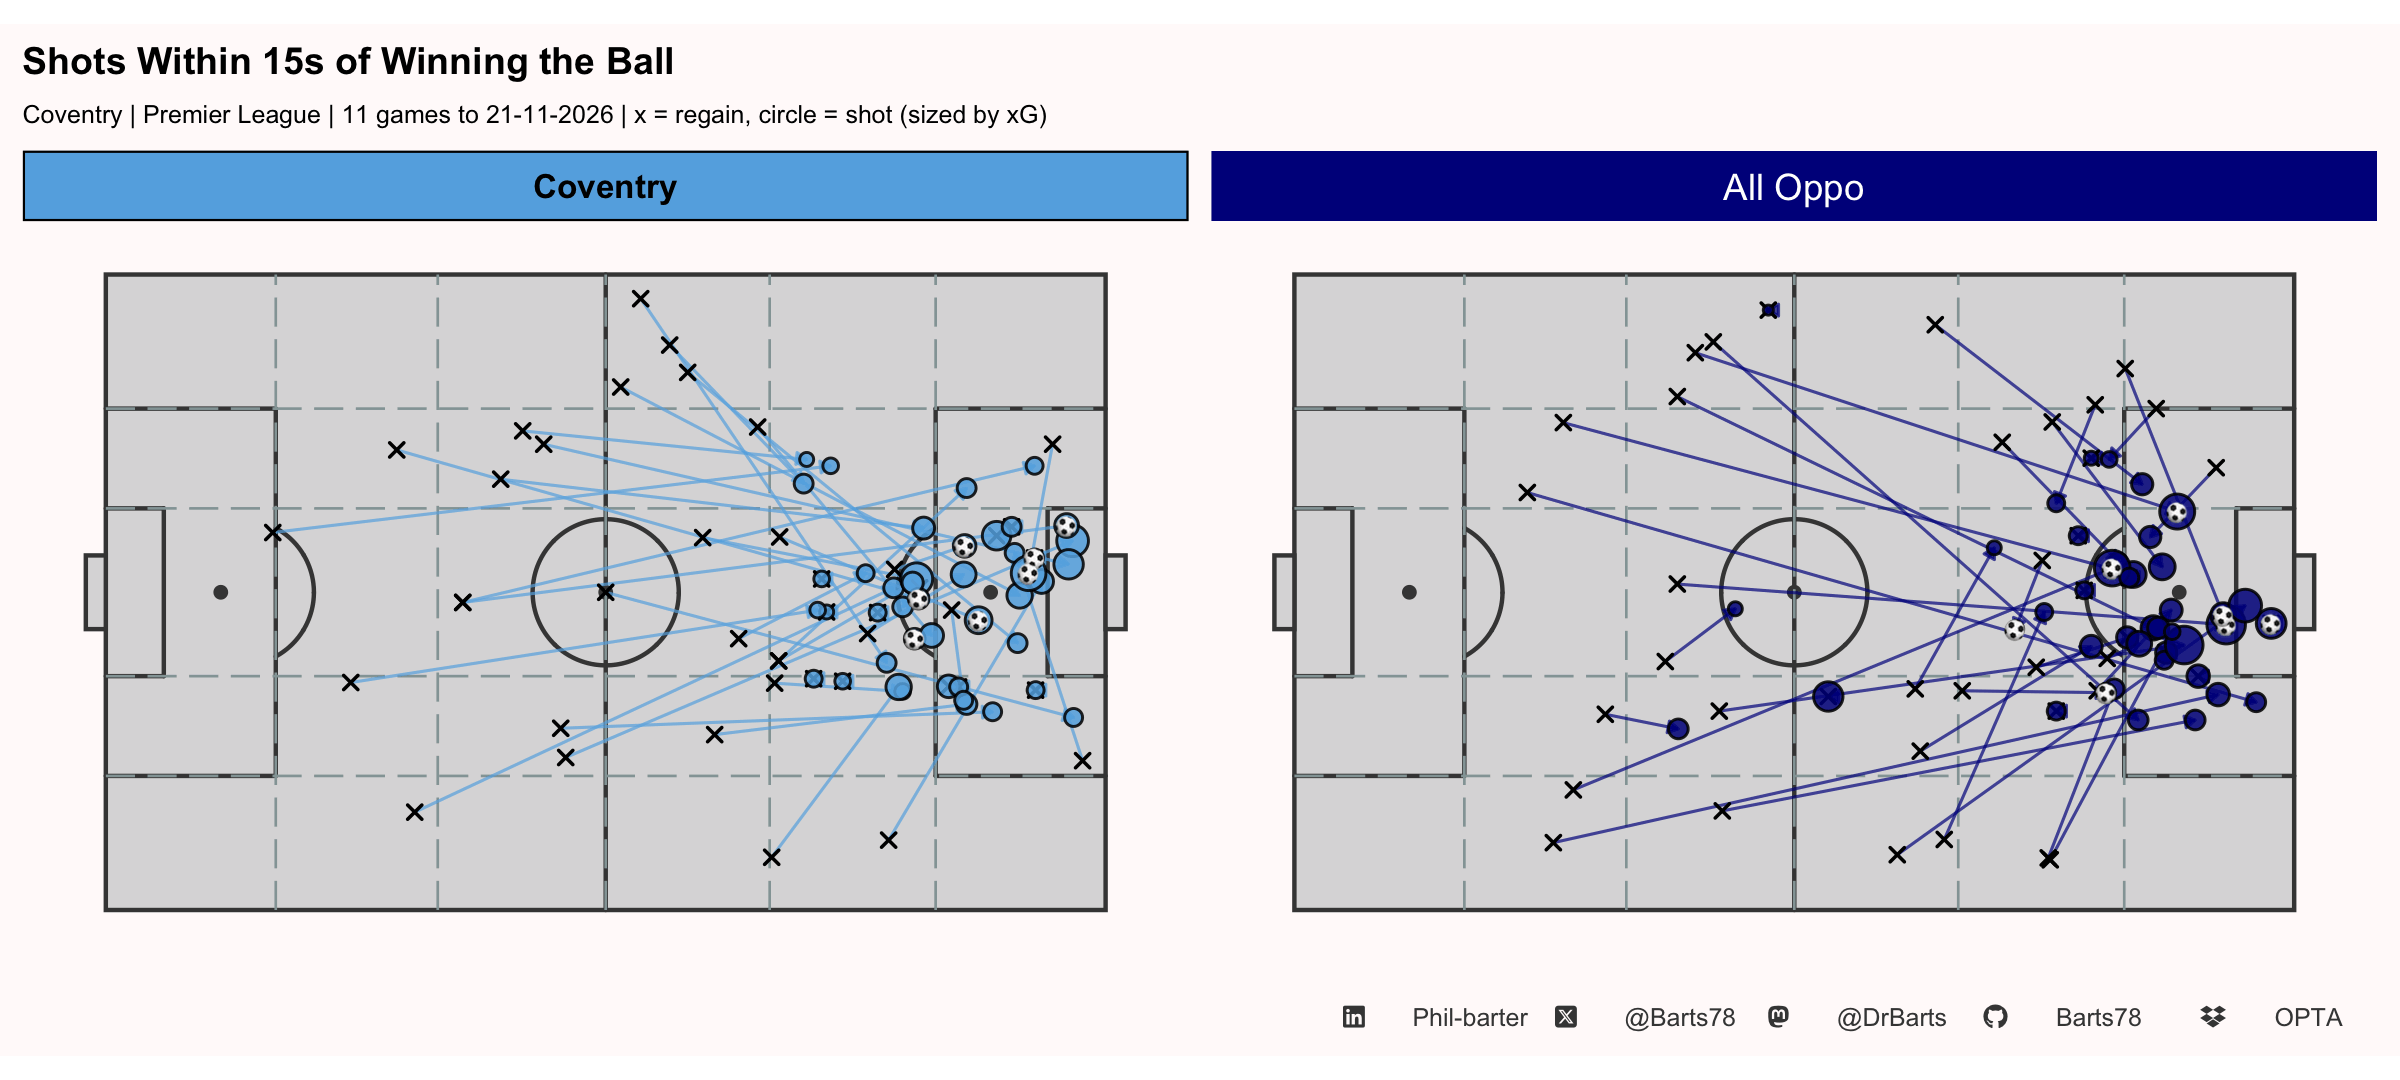 Shots Within 15s of Winning the Ball
Coventry | Premier League | 11 games to 21-11-2026 | x = regain, circle = shot (sized by xG)
Coventry
All Oppo
Phil-barter
@Barts78
@DrBarts
Barts78
OPTA